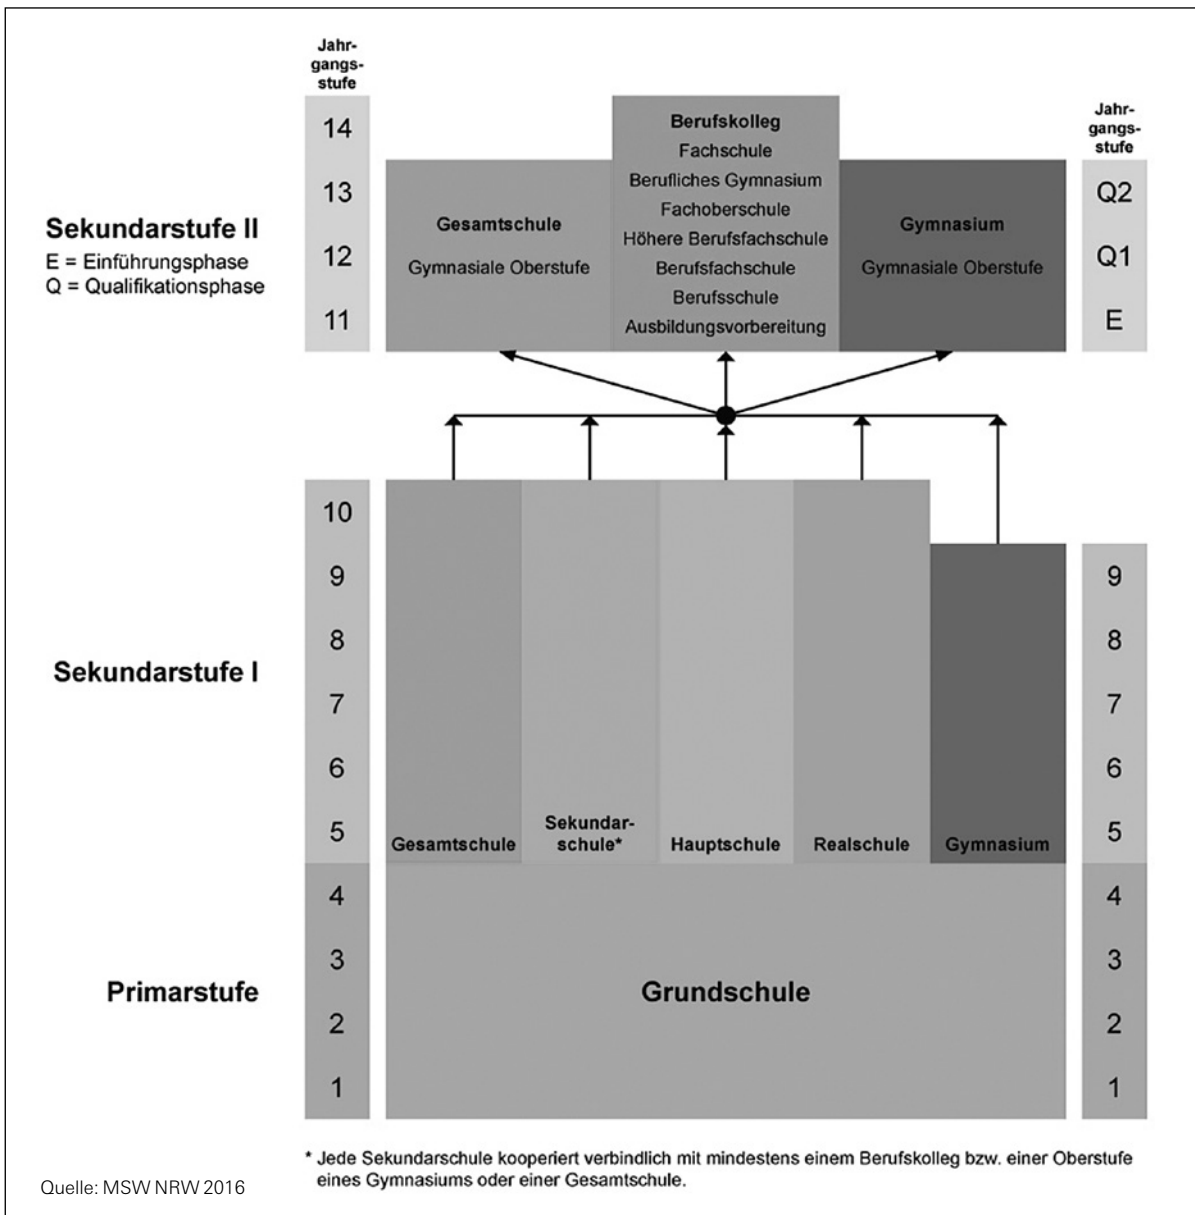 Jahr-
gangs-
stufe
14
13
12
11
Sekundarstufe II
E = Einführungsphase
Q = Qualifikationsphase
Gesamtschule
Gymnasiale Oberstufe
Berufskolleg
Fachschule
Berufliches Gymnasium
Fachoberschule
Höhere Berufsfachschule
Berufsfachschule
Berufsschule
Ausbildungsvorbereitung
Gymnasium
Gymnasiale Oberstufe
Jahr-
gangs-
stufe
Q2
Q1
E
Sekundarstufe I
10
9
8
7
6
5
Gesamtschule
Sekundar-
schule*
Hauptschule
Realschule
Gymnasium
9
8
7
6
5
Primarstufe
4
3
2
1
Grundschule
4
3
2
1
* Jede Sekundarschule kooperiert verbindlich mit mindestens einem Berufskolleg bzw. einer Oberstufe
eines Gymnasiums oder einer Gesamtschule.
Quelle: MSW NRW 2016